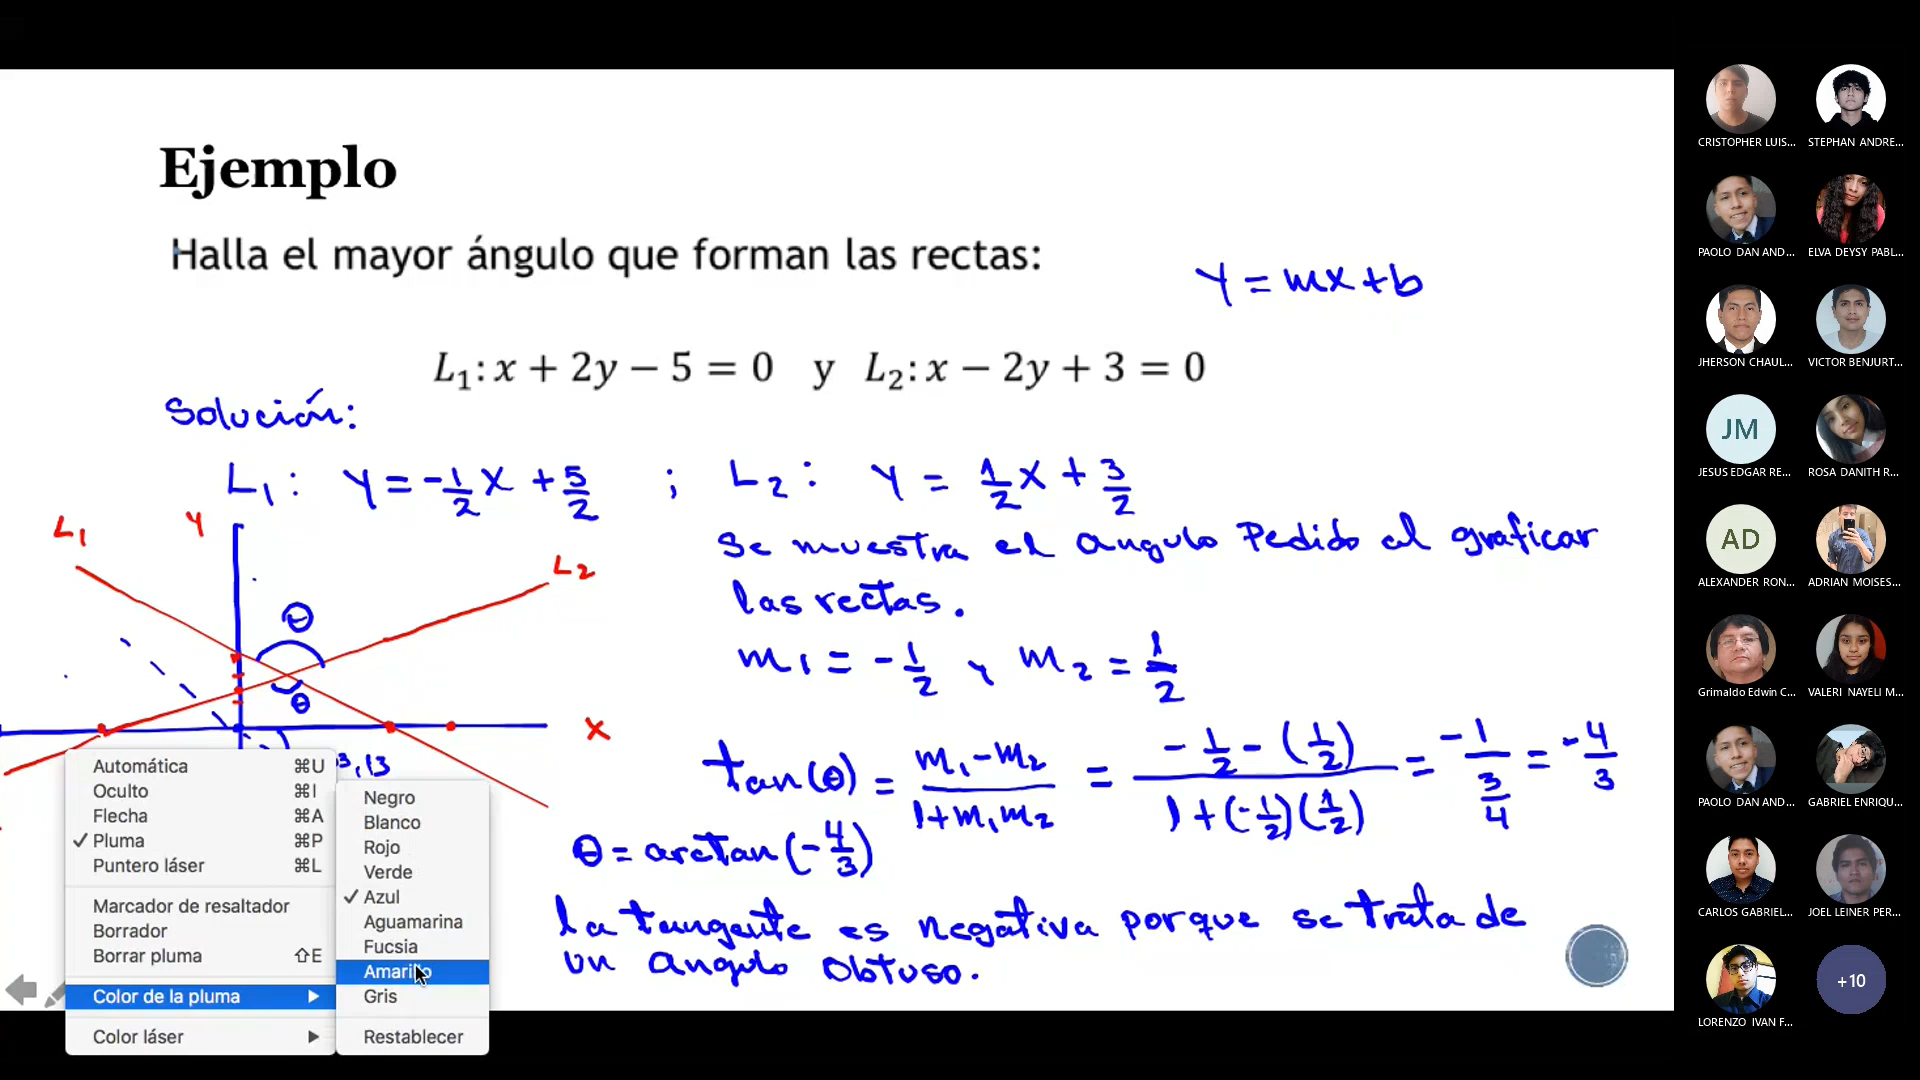 Ejemplo
Halla el mayor ángulo que forman las rectas:
Y = mx+b
L₁: x + 2y − 5 = 0 y L₂: x − 2y + 3 = 0
Solución:
L₁ : Y = -1/2 X + 5/2 ; L₂ : Y = 1/2 X + 3/2
Se muestra el angulo Pedido al graficar
las rectas.
L₁ Y L₂
θ
θ
X
m₁ = -1/2 y m₂ = 1/2
tan(θ) = (m₁-m₂)/(1+m₁m₂) = (-1/2-(1/2))/(1+(-1/2)(1/2)) = -1/(3/4) = -4/3
θ = arctan(-4/3)
La tangente es negativa porque se trata de
un angulo obtuso.
3,13
Automática ⌘U
Oculto ⌘I
Flecha ⌘A
✓ Pluma ⌘P
Puntero láser ⌘L
Marcador de resaltador
Borrador
Borrar pluma ⇧E
Color de la pluma ▶
Color láser ▶
Negro
Blanco
Rojo
Verde
✓ Azul
Aguamarina
Fucsia
Amarillo
Gris
Restablecer
CRISTOPHER LUIS... STEPHAN ANDRE...
PAOLO DAN AND... ELVA DEYSY PABL...
JHERSON CHAUL... VICTOR BENJURT...
JM
JESUS EDGAR RE... ROSA DANITH R...
AD
ALEXANDER RON... ADRIAN MOISES...
Grimaldo Edwin C... VALERI NAYELI M...
PAOLO DAN AND... GABRIEL ENRIQU...
CARLOS GABRIEL... JOEL LEINER PER...
+10
LORENZO IVAN F...